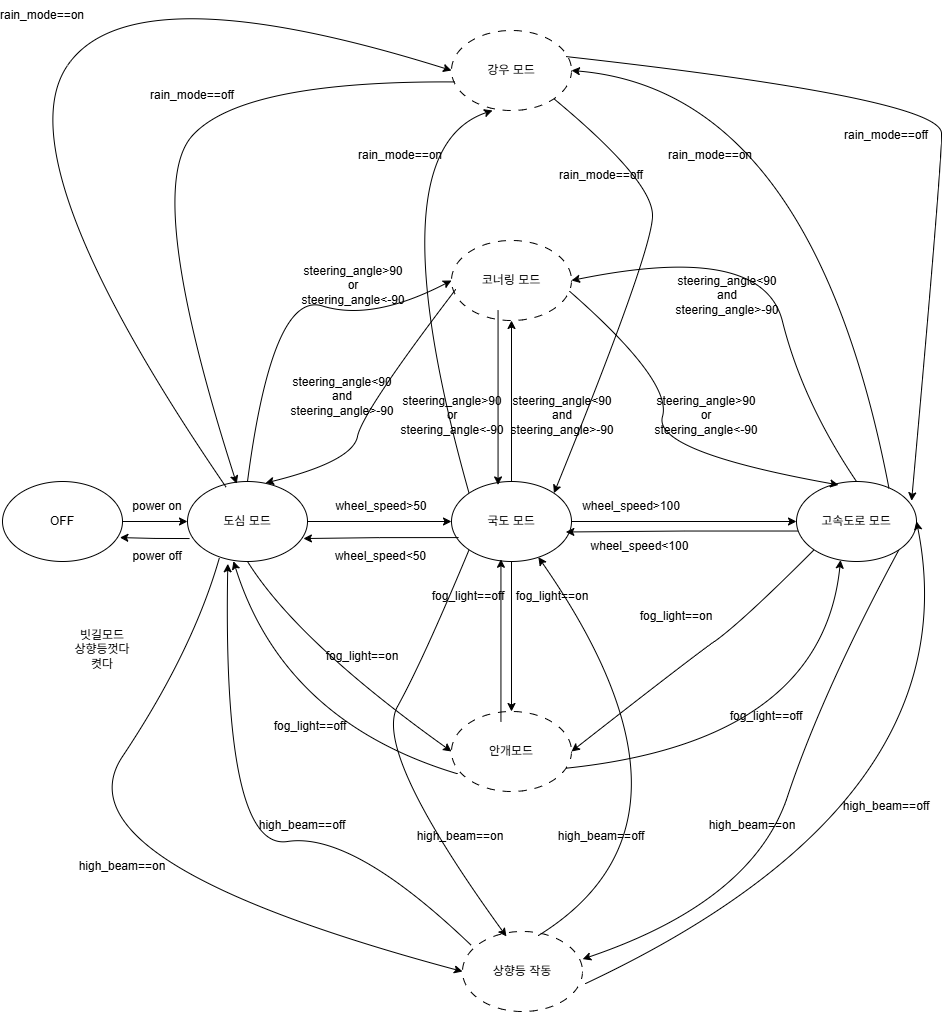 rain_mode==on
강우 모드
rain_mode==off
rain_mode==off
rain_mode==on
rain_mode==on
rain_mode==off
steering_angle>90
or
steering_angle<-90
코너링 모드
steering_angle<90
and
steering_angle>-90
steering_angle<90
and
steering_angle>-90
steering_angle>90
or
steering_angle<-90
steering_angle<90
and
steering_angle>-90
steering_angle>90
or
steering_angle<-90
OFF
power on
power off
도심 모드
wheel_speed>50
wheel_speed<50
국도 모드
wheel_speed>100
wheel_speed<100
고속도로 모드
fog_light==off
fog_light==on
fog_light==on
빗길모드
상향등껏다
켯다
fog_light==on
fog_light==off
fog_light==off
안개모드
high_beam==off
high_beam==off
high_beam==on
high_beam==off
high_beam==on
high_beam==on
상향등 작동